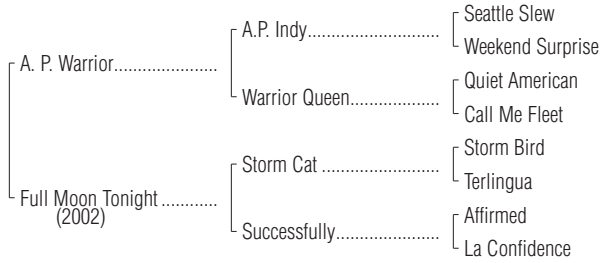 Seattle Slew
A.P. Indy
Weekend Surprise
A. P. Warrior
Quiet American
Warrior Queen
Call Me Fleet
Storm Bird
Storm Cat
Terlingua
Full Moon Tonight
(2002)
Affirmed
Successfully
La Confidence